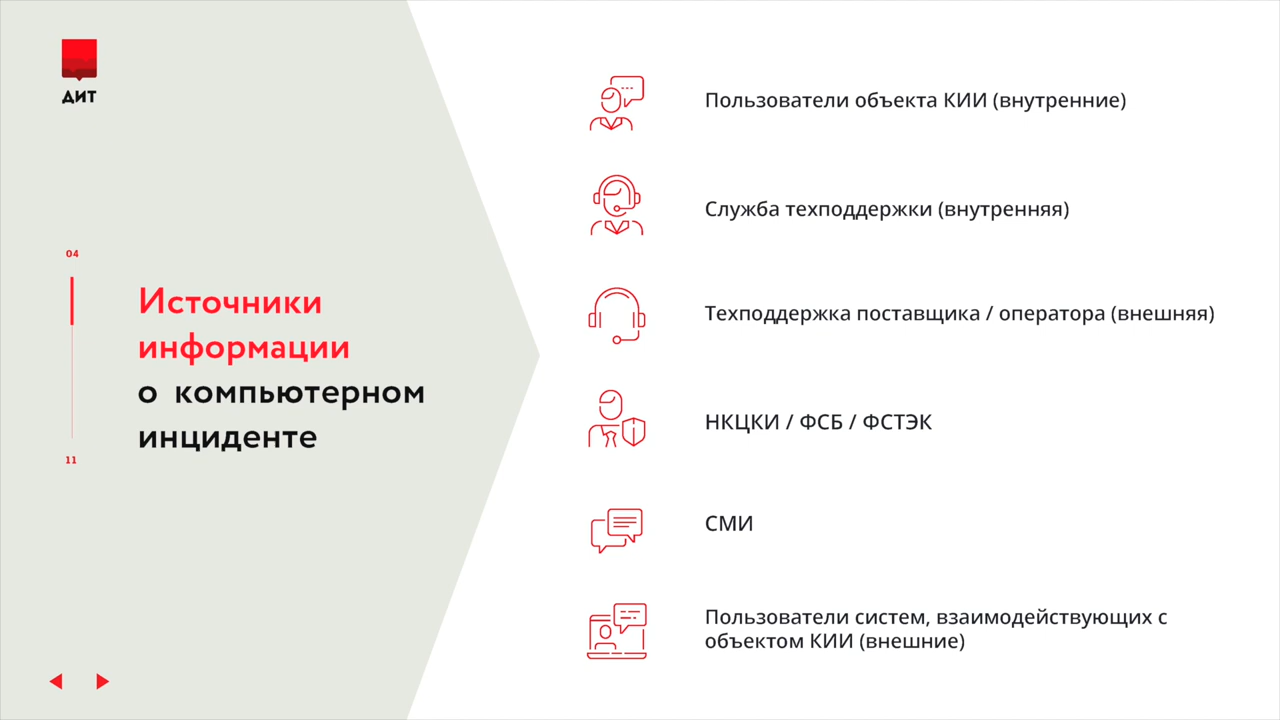 ДИТ
04
11
Источники
информации
о компьютерном
инциденте
Пользователи объекта КИИ (внутренние)
Служба техподдержки (внутренняя)
Техподдержка поставщика / оператора (внешняя)
НКЦКИ / ФСБ / ФСТЭК
СМИ
Пользователи систем, взаимодействующих с
объектом КИИ (внешние)